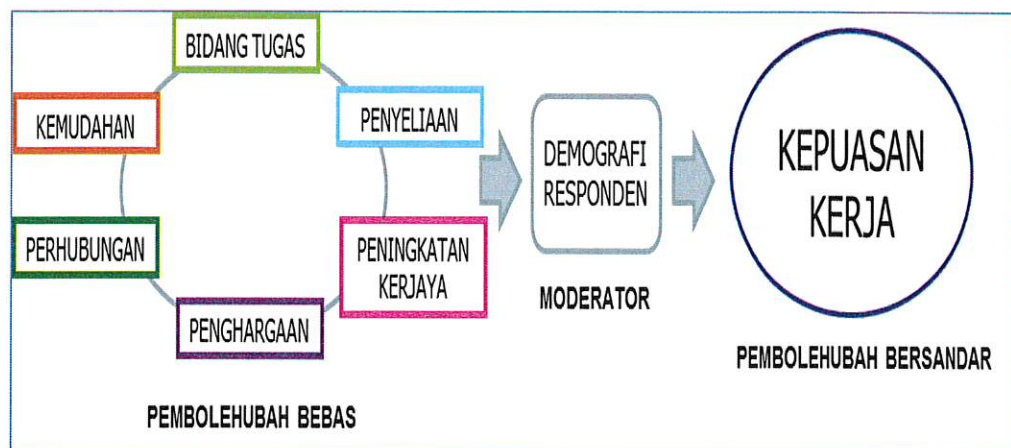 BIDANG TUGAS
PENYELIAAN
PENINGKATAN
KERJAYA
PENGHARGAAN
PERHUBUNGAN
KEMUDAHAN
PEMBOLEHUBAH BEBAS
DEMOGRAFI
RESPONDEN
MODERATOR
KEPUASAN
KERJA
PEMBOLEHUBAH BERSANDAR